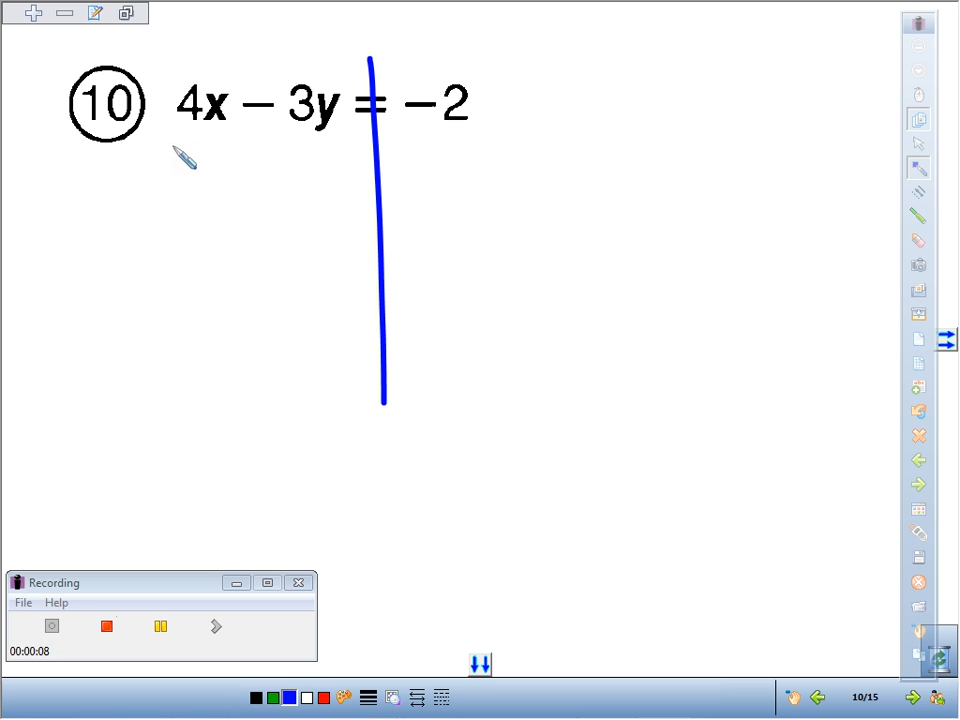 10 4x – 3y = –2
Recording
File Help
00:00:08
10/15